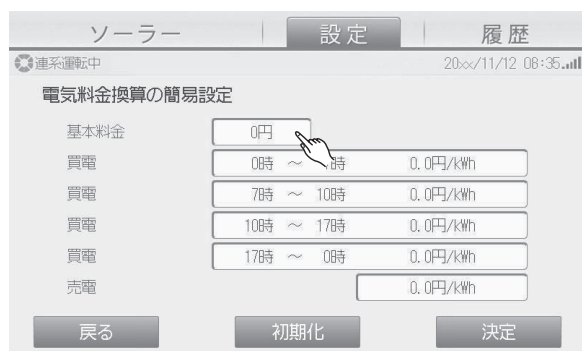 ソーラー 設定 履歴
連系運転中 20xx/11/12 08:35
電気料金換算の簡易設定
基本料金 0円
買電 0時 ～ 時 0.0円/kWh
買電 7時 ～ 10時 0.0円/kWh
買電 10時 ～ 17時 0.0円/kWh
買電 17時 ～ 0時 0.0円/kWh
売電 0.0円/kWh
戻る 初期化 決定